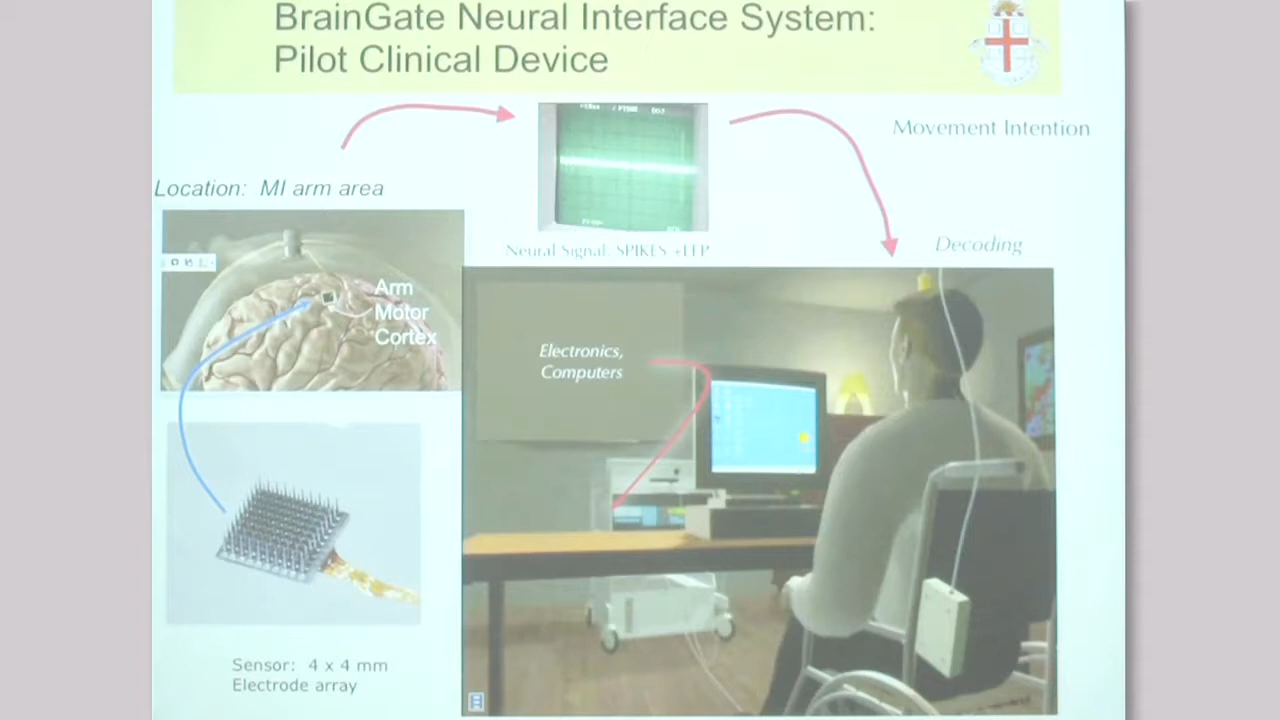 BrainGate Neural Interface System:
Pilot Clinical Device
Movement Intention
Location: MI arm area
Neural Signal: SPIKES +LFP
Decoding
Arm
Motor
Cortex
Electronics,
Computers
Sensor: 4 x 4 mm
Electrode array